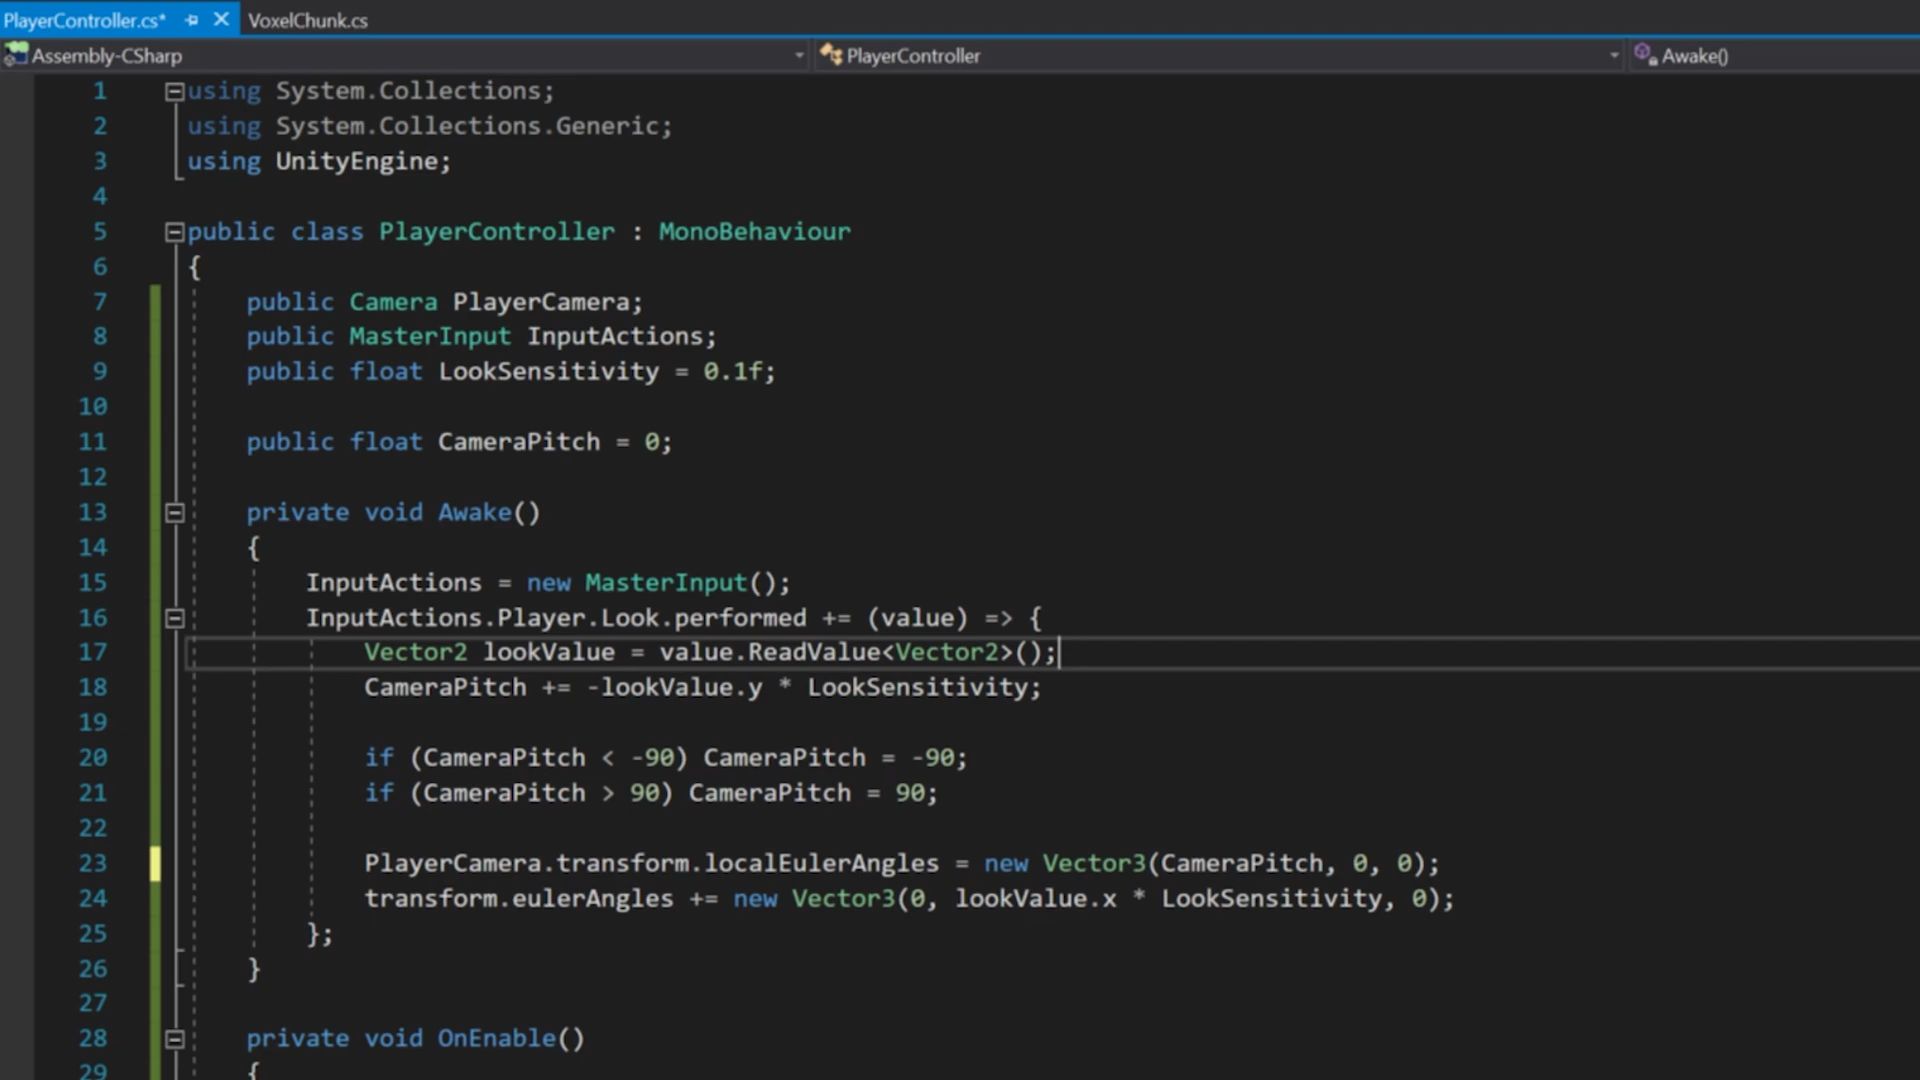 PlayerController.cs* VoxelChunk.cs
Assembly-CSharp PlayerController Awake()
1 using System.Collections;
2 using System.Collections.Generic;
3 using UnityEngine;
4
5 public class PlayerController : MonoBehaviour
6 {
7 public Camera PlayerCamera;
8 public MasterInput InputActions;
9 public float LookSensitivity = 0.1f;
10
11 public float CameraPitch = 0;
12
13 private void Awake()
14 {
15 InputActions = new MasterInput();
16 InputActions.Player.Look.performed += (value) => {
17 Vector2 lookValue = value.ReadValue<Vector2>();
18 CameraPitch += -lookValue.y * LookSensitivity;
19
20 if (CameraPitch < -90) CameraPitch = -90;
21 if (CameraPitch > 90) CameraPitch = 90;
22
23 PlayerCamera.transform.localEulerAngles = new Vector3(CameraPitch, 0, 0);
24 transform.eulerAngles += new Vector3(0, lookValue.x * LookSensitivity, 0);
25 };
26 }
27
28 private void OnEnable()
29 {